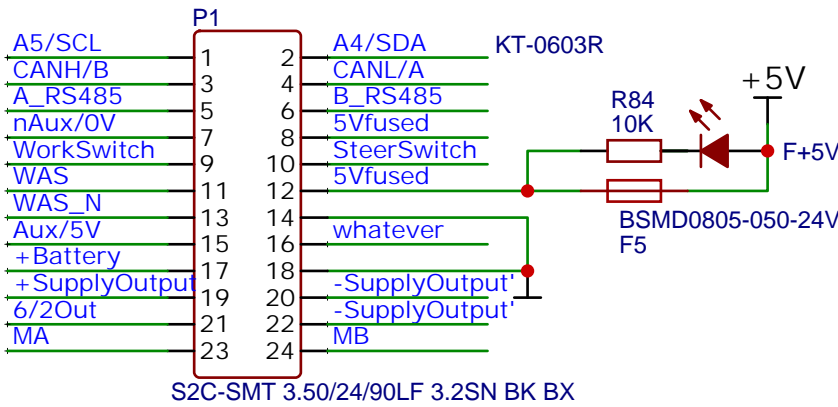 P1
A5/SCL 1 2 A4/SDA KT-0603R
CANH/B 3 4 CANL/A
A_RS485 5 6 B_RS485
nAux/0V 7 8 5Vfused
WorkSwitch 9 10 SteerSwitch
WAS 11 12 5Vfused
WAS_N 13 14
Aux/5V 15 16 whatever
+Battery 17 18
+SupplyOutput 19 20 -SupplyOutput'
6/2Out 21 22 -SupplyOutput'
MA 23 24 MB
S2C-SMT 3.50/24/90LF 3.2SN BK BX
+5V
R84
10K
F+5V
BSMD0805-050-24V
F5